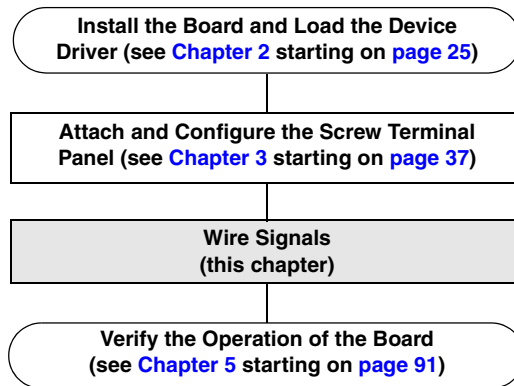 Install the Board and Load the Device
Driver (see Chapter 2 starting on page 25)
Attach and Configure the Screw Terminal
Panel (see Chapter 3 starting on page 37)
Wire Signals
(this chapter)
Verify the Operation of the Board
(see Chapter 5 starting on page 91)